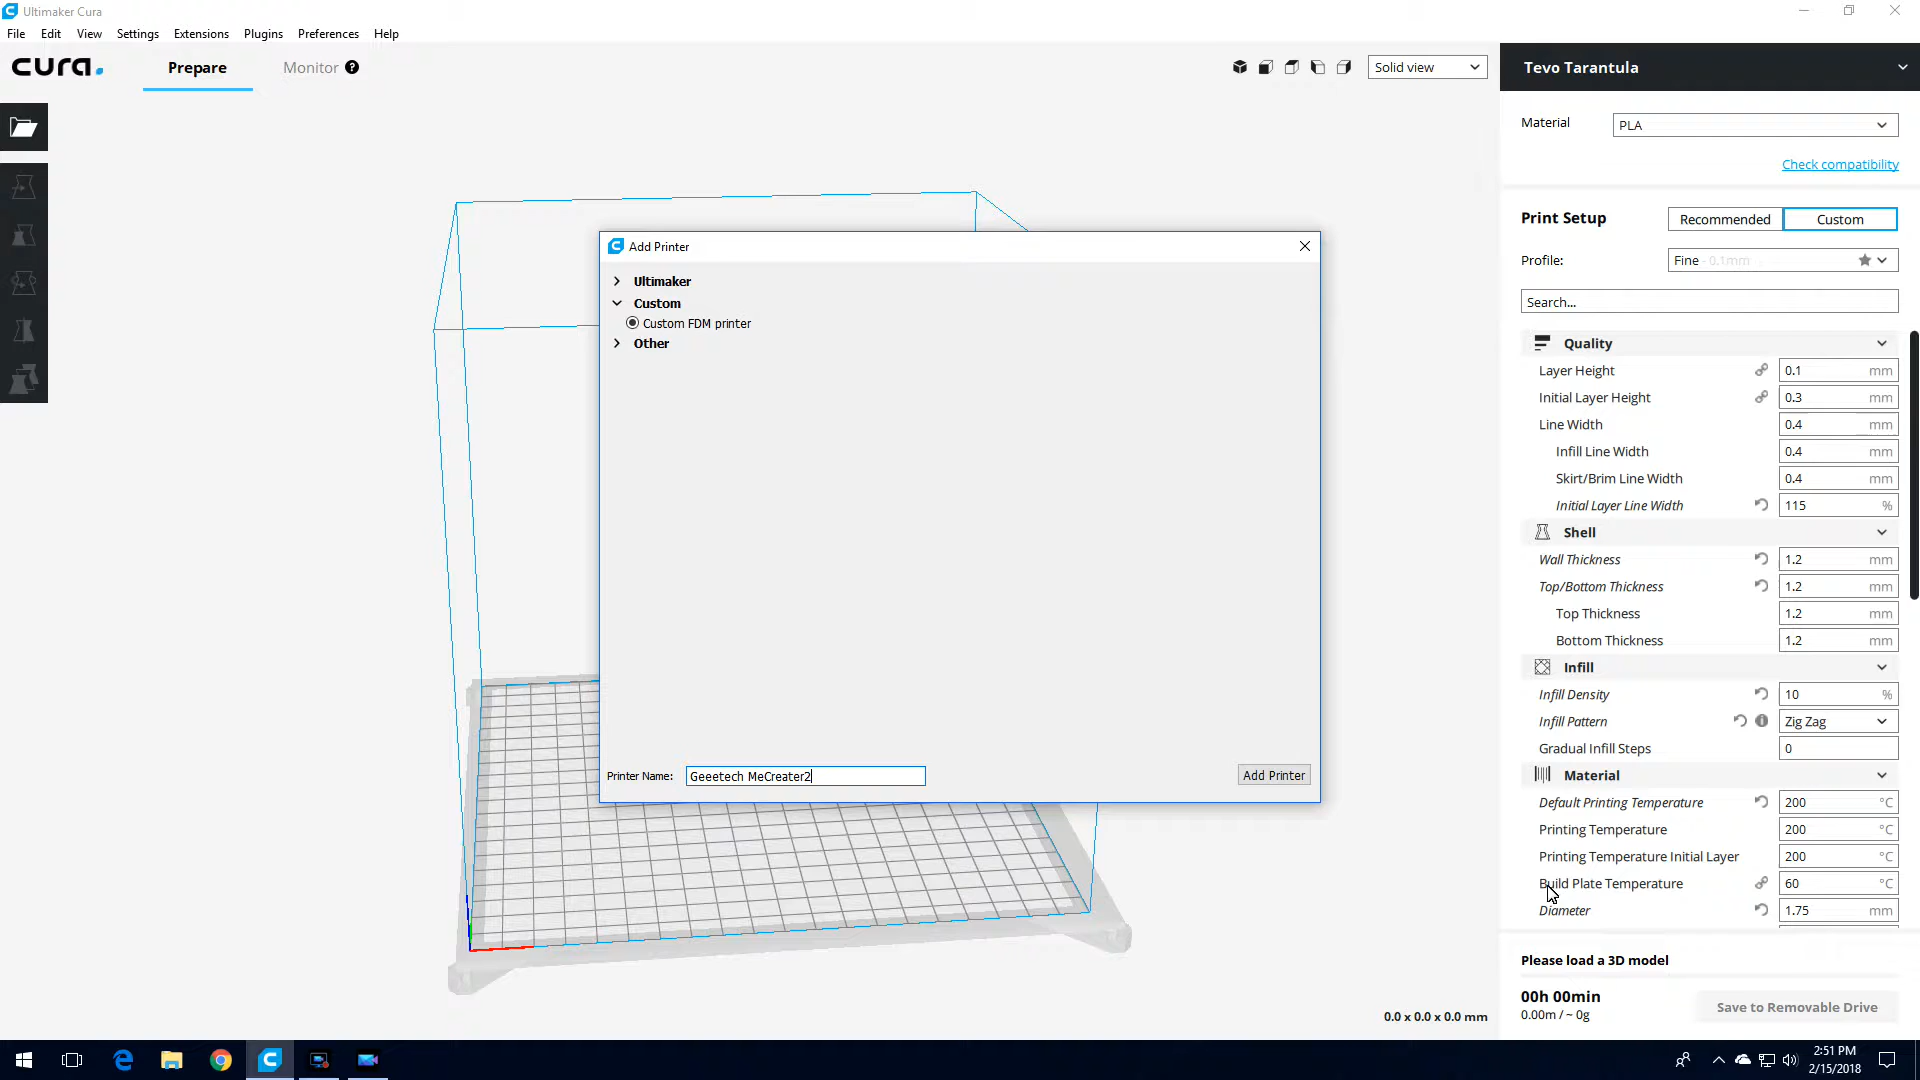 Ultimaker Cura
File Edit View Settings Extensions Plugins Preferences Help
cura.
Prepare
Monitor ?
Solid view
Tevo Tarantula
Material
PLA
Check compatibility
Print Setup
Recommended
Custom
Profile:
Fine - 0.1mm
Search...
Quality
Layer Height 0.1 mm
Initial Layer Height 0.3 mm
Line Width 0.4 mm
Infill Line Width 0.4 mm
Skirt/Brim Line Width 0.4 mm
Initial Layer Line Width 115 %
Shell
Wall Thickness 1.2 mm
Top/Bottom Thickness 1.2 mm
Top Thickness 1.2 mm
Bottom Thickness 1.2 mm
Infill
Infill Density 10 %
Infill Pattern Zig Zag
Gradual Infill Steps 0
Material
Default Printing Temperature 200 °C
Printing Temperature 200 °C
Printing Temperature Initial Layer 200 °C
Build Plate Temperature 60 °C
Diameter 1.75 mm
Please load a 3D model
00h 00min
0.00m / ~ 0g
Save to Removable Drive
Add Printer
Ultimaker
Custom
Custom FDM printer
Other
Printer Name: Geeetech MeCreater2
Add Printer
0.0 x 0.0 x 0.0 mm
2:51 PM
2/15/2018